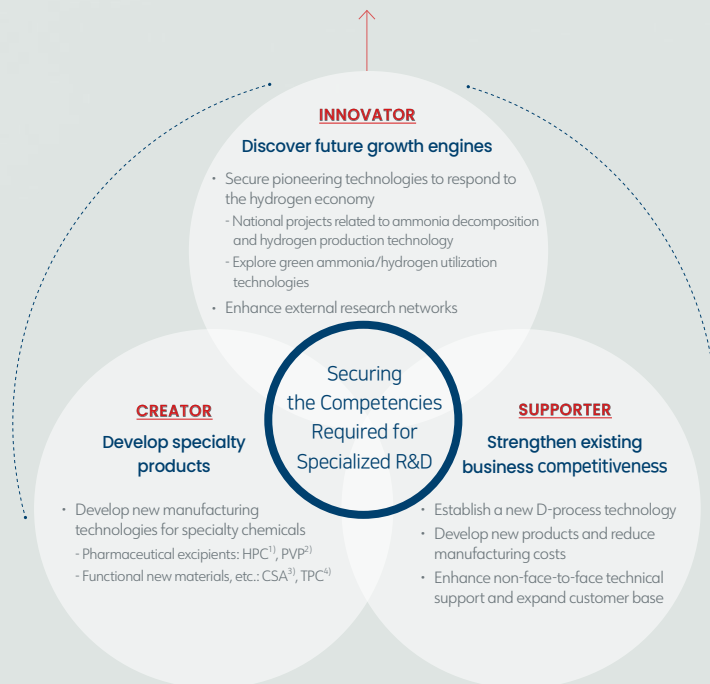 INNOVATOR
Discover future growth engines
• Secure pioneering technologies to respond to
the hydrogen economy
- National projects related to ammonia decomposition
and hydrogen production technology
- Explore green ammonia/hydrogen utilization
technologies
• Enhance external research networks
Securing
the Competencies
Required for
Specialized R&D
CREATOR
Develop specialty
products
• Develop new manufacturing
technologies for specialty chemicals
- Pharmaceutical excipients: HPC1), PVP2)
- Functional new materials, etc.: CSA3), TPC4)
SUPPORTER
Strengthen existing
business competitiveness
• Establish a new D-process technology
• Develop new products and reduce
manufacturing costs
• Enhance non-face-to-face technical
support and expand customer base